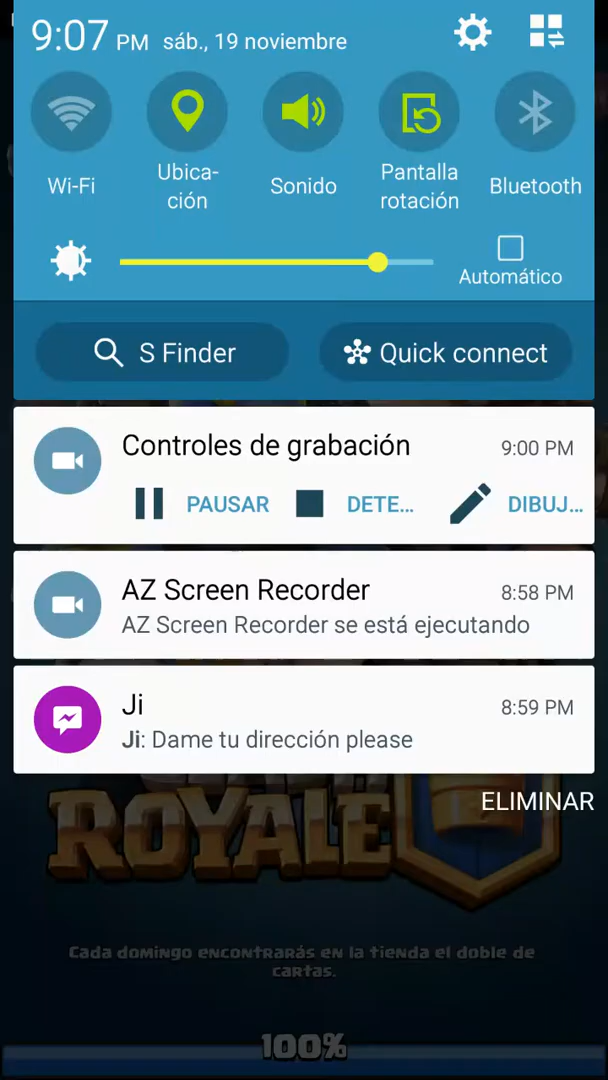 9:07 PM sáb., 19 noviembre
Wi-Fi
Ubica-
ción
Sonido
Pantalla
rotación
Bluetooth
Automático
S Finder
Quick connect
Controles de grabación 9:00 PM
PAUSAR DETE... DIBUJ...
AZ Screen Recorder 8:58 PM
AZ Screen Recorder se está ejecutando
Ji 8:59 PM
Ji: Dame tu dirección please
ELIMINAR
ROYALE
Cada domingo encontrarás en la tienda el doble de
cartas.
100%